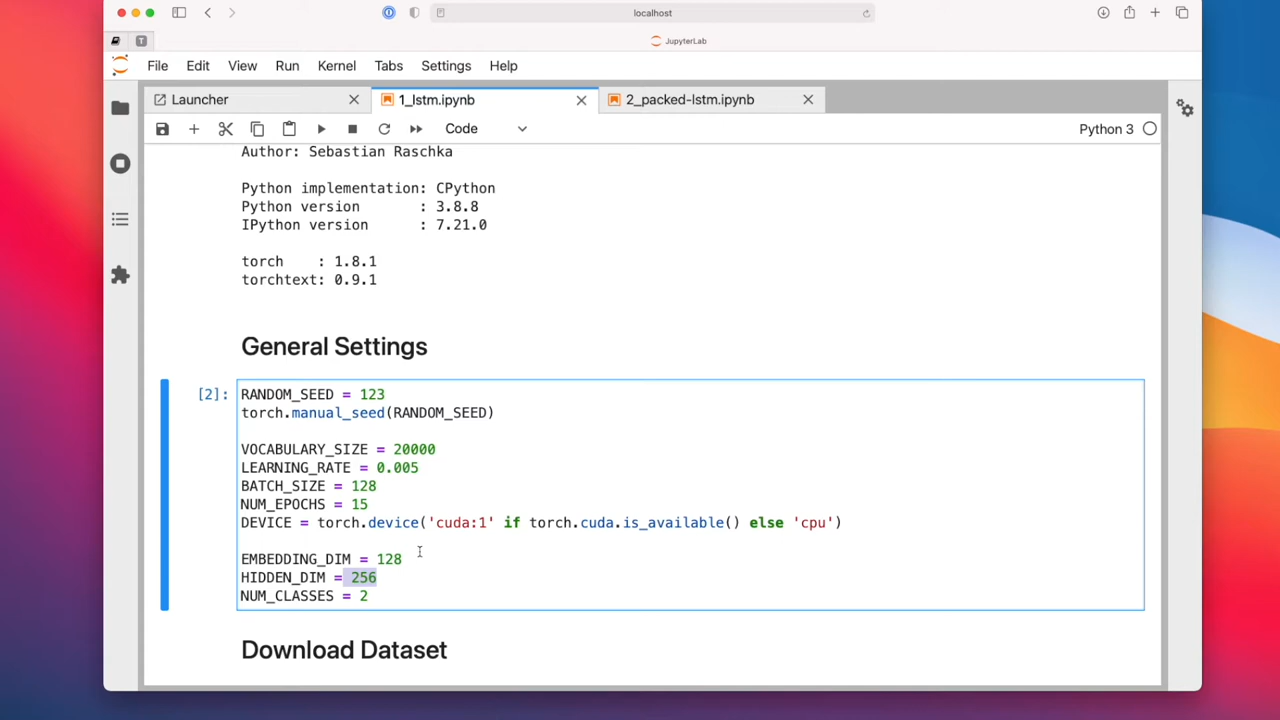 localhost
JupyterLab
File Edit View Run Kernel Tabs Settings Help
Launcher 1_lstm.ipynb 2_packed-lstm.ipynb
Code Python 3
Author: Sebastian Raschka
Python implementation: CPython
Python version : 3.8.8
IPython version : 7.21.0
torch : 1.8.1
torchtext: 0.9.1
General Settings
[2]: RANDOM_SEED = 123
torch.manual_seed(RANDOM_SEED)
VOCABULARY_SIZE = 20000
LEARNING_RATE = 0.005
BATCH_SIZE = 128
NUM_EPOCHS = 15
DEVICE = torch.device('cuda:1' if torch.cuda.is_available() else 'cpu')
EMBEDDING_DIM = 128
HIDDEN_DIM = 256
NUM_CLASSES = 2
Download Dataset